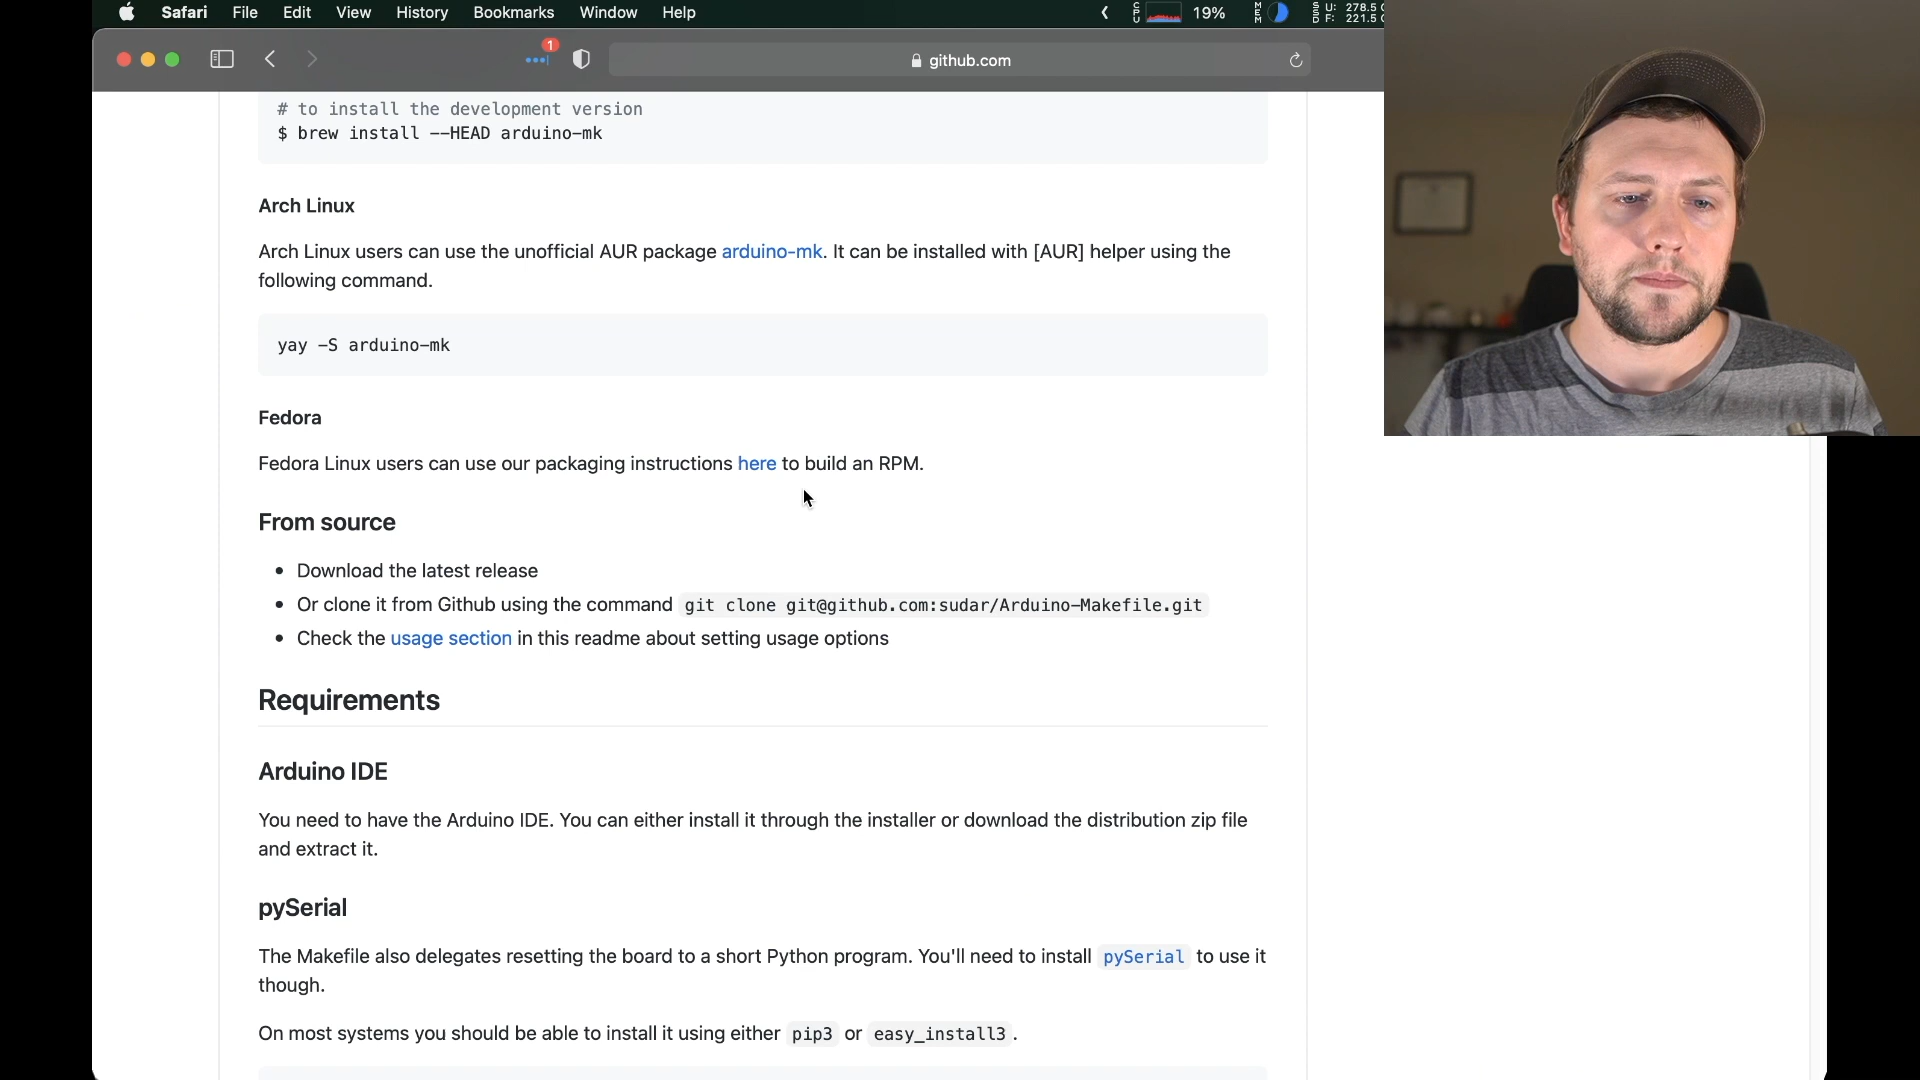 Safari File Edit View History Bookmarks Window Help
CPU 19% MEM SSD U: 278.5 F: 221.5
1
github.com
# to install the development version
$ brew install --HEAD arduino-mk
Arch Linux
Arch Linux users can use the unofficial AUR package arduino-mk. It can be installed with [AUR] helper using the
following command.
yay -S arduino-mk
Fedora
Fedora Linux users can use our packaging instructions here to build an RPM.
From source
• Download the latest release
• Or clone it from Github using the command git clone git@github.com:sudar/Arduino-Makefile.git
• Check the usage section in this readme about setting usage options
Requirements
Arduino IDE
You need to have the Arduino IDE. You can either install it through the installer or download the distribution zip file
and extract it.
pySerial
The Makefile also delegates resetting the board to a short Python program. You'll need to install pySerial to use it
though.
On most systems you should be able to install it using either pip3 or easy_install3.